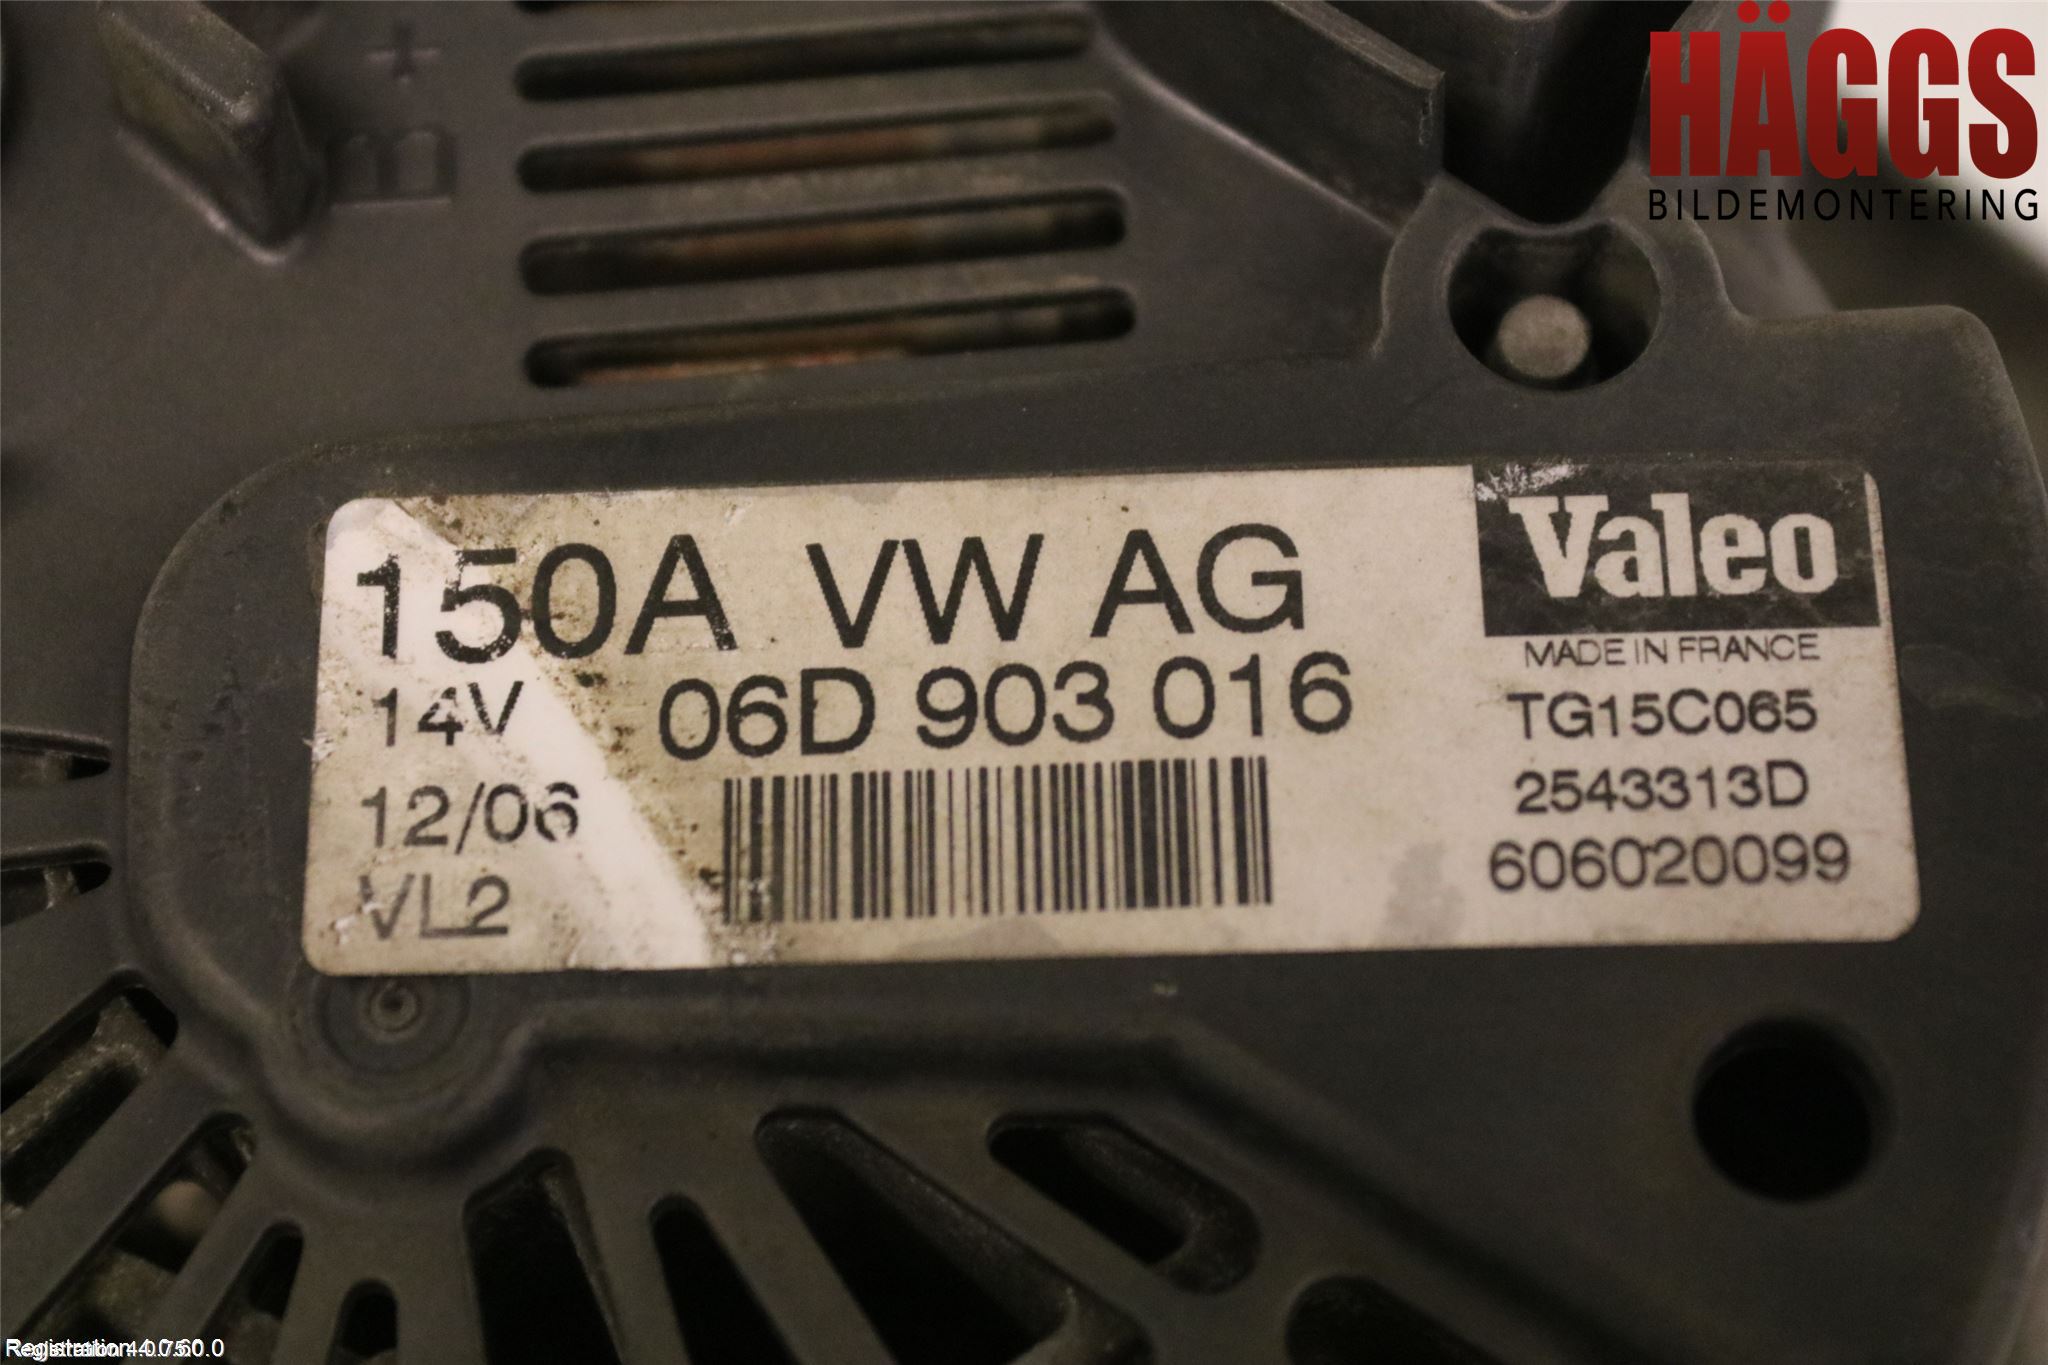 HÄGGS
BILDEMONTERING
B+
150A VW AG
14V
06D 903 016
12/06
VL2
Valeo
MADE IN FRANCE
TG15C065
2543313D
606020099